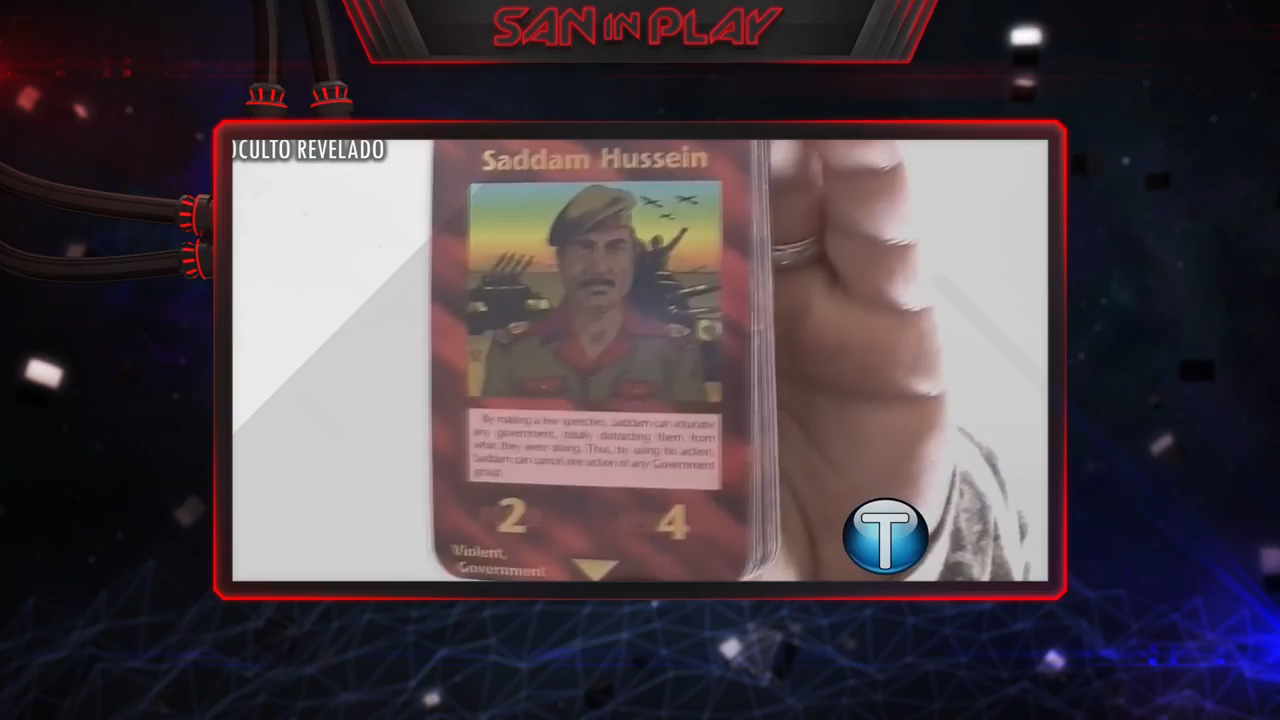 SAN IN PLAY
OCULTO REVELADO
Saddam Hussein
By making a few speeches, Saddam can infuriate
any government, totally distracting them from
what they were doing. Thus, by using his action,
Saddam can cancel one action of any Government
group.
2 4
Violent,
Government
T